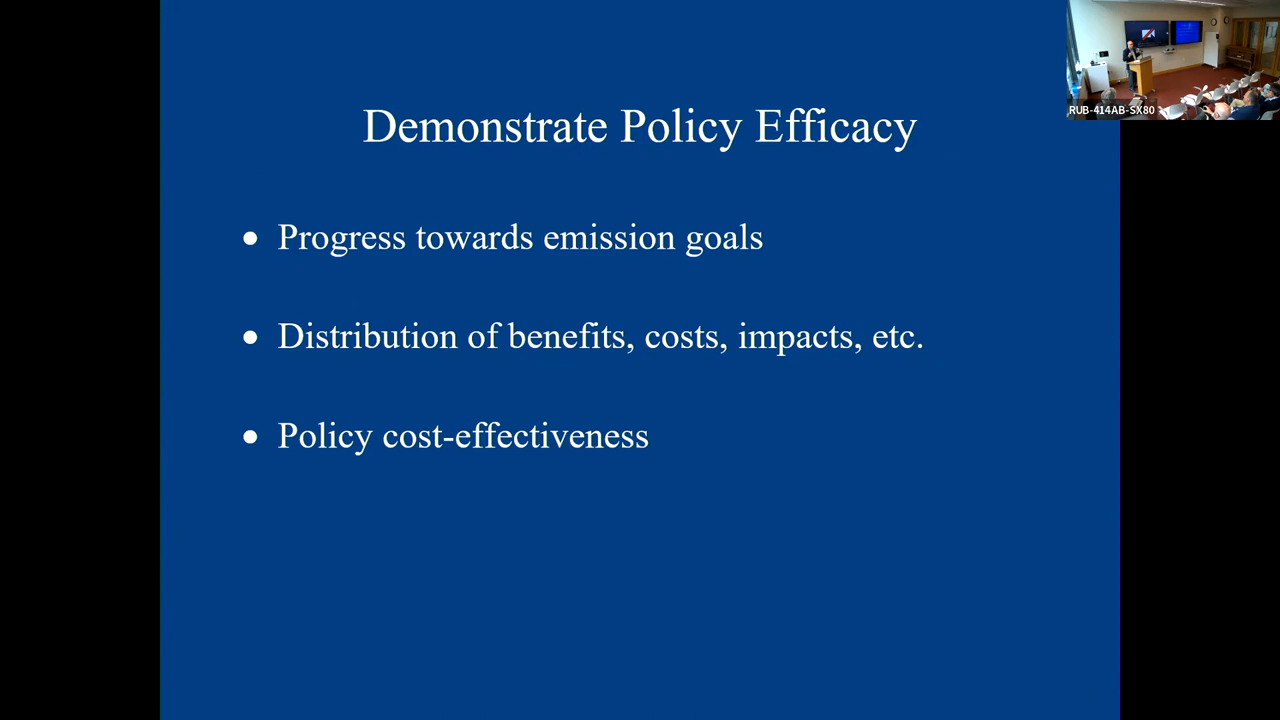 RUB-414AB-SX80
Demonstrate Policy Efficacy
• Progress towards emission goals
• Distribution of benefits, costs, impacts, etc.
• Policy cost-effectiveness